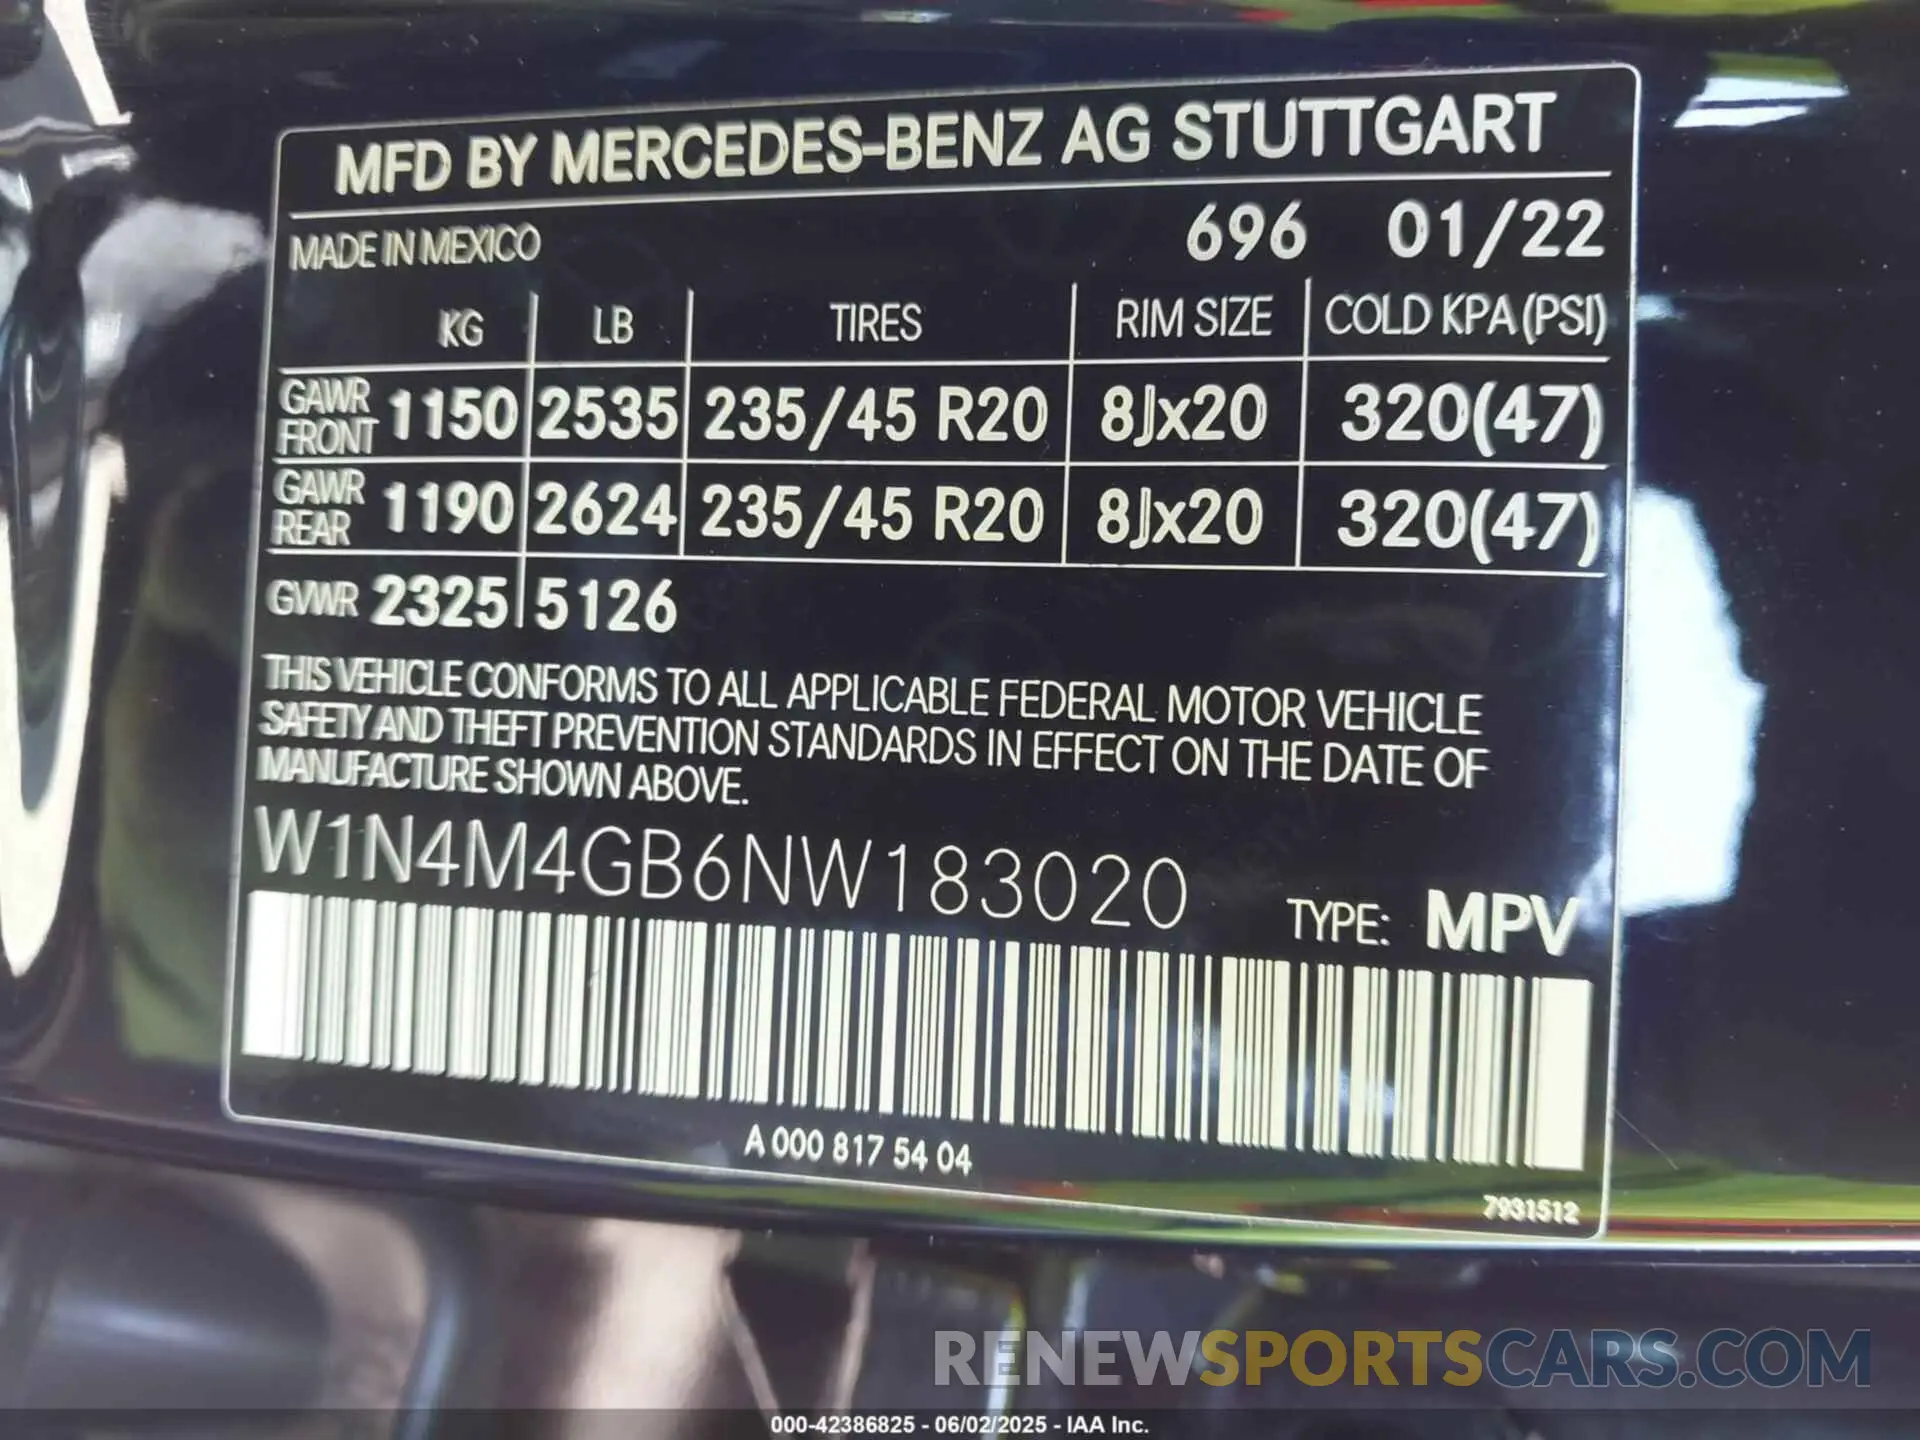 MFD BY MERCEDES-BENZ AG STUTTGART
MADE IN MEXICO 696 01/22
KG LB TIRES RIM SIZE COLD KPA (PSI)
GAWR FRONT 1150 2535 235/45 R20 8Jx20 320(47)
GAWR REAR 1190 2624 235/45 R20 8Jx20 320(47)
GVWR 2325 5126
THIS VEHICLE CONFORMS TO ALL APPLICABLE FEDERAL MOTOR VEHICLE
SAFETY AND THEFT PREVENTION STANDARDS IN EFFECT ON THE DATE OF
MANUFACTURE SHOWN ABOVE.
W1N4M4GB6NW183020 TYPE: MPV
A 000 817 54 04
7931512
RENEWSPORTSCARS.COM
000-42386825 - 06/02/2025 - IAA Inc.